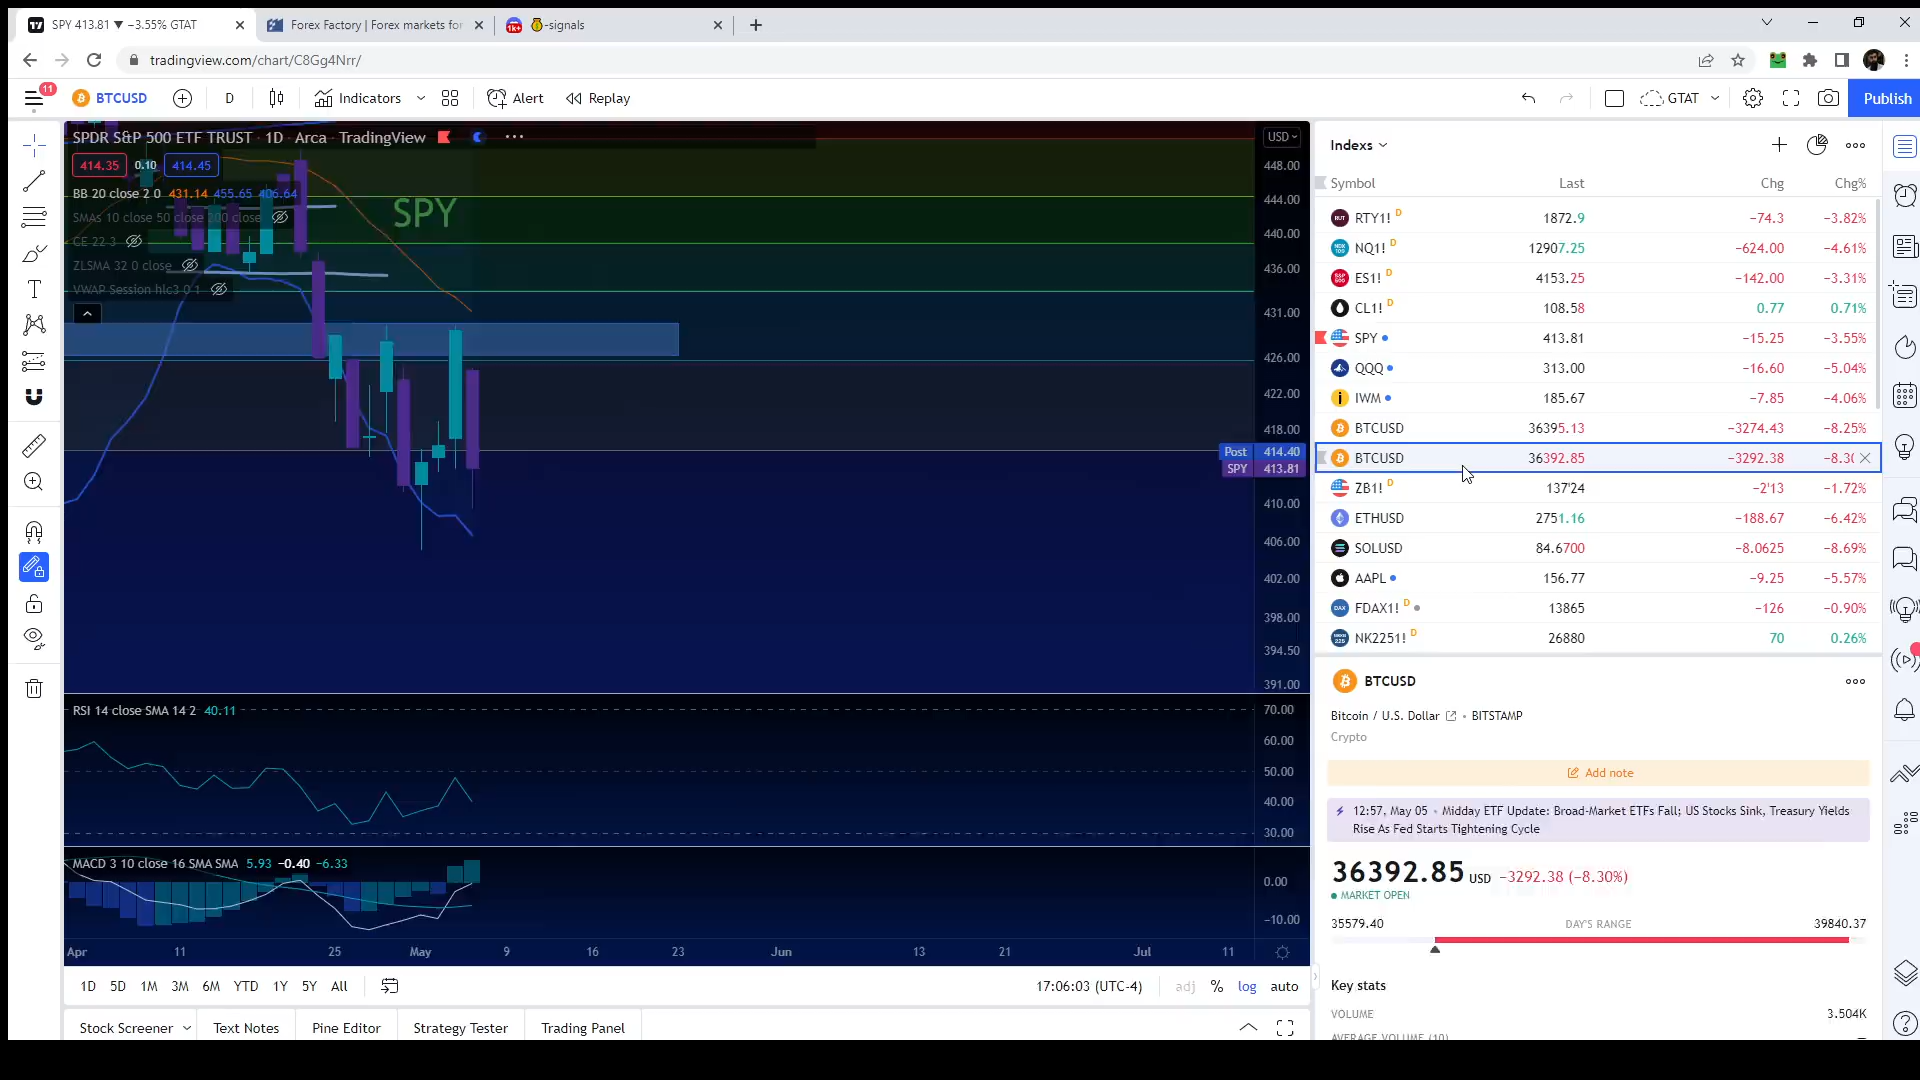 SPY 413.81 ▼ −3.55% GTAT
Forex Factory | Forex markets for
-signals
tradingview.com/chart/C8Gg4Nrr/
11
BTCUSD
D
Indicators
Alert
Replay
GTAT
Publish
SPDR S&P 500 ETF TRUST · 1D · Arca · TradingView
USD
414.35 0.10 414.45
BB 20 close 2 0 431.14 455.65 406.64
SMAs 10 close 50 close 200 close
CE 22 3
ZLSMA 32 0 close
VWAP Session hlc3 0 1
SPY
448.00
444.00
440.00
436.00
431.00
426.00
422.00
418.00
Post 414.40
SPY 413.81
410.00
406.00
402.00
398.00
394.50
391.00
RSI 14 close SMA 14 2 40.11
70.00
60.00
50.00
40.00
30.00
MACD 3 10 close 16 SMA SMA 5.93 −0.40 −6.33
0.00
−10.00
Apr 11 25 May 9 16 23 Jun 13 21 Jul 11
1D 5D 1M 3M 6M YTD 1Y 5Y All
17:06:03 (UTC-4) adj % log auto
Stock Screener Text Notes Pine Editor Strategy Tester Trading Panel
Indexs
Symbol Last Chg Chg%
RTY1! D 1872.9 −74.3 −3.82%
NQ1! D 12907.25 −624.00 −4.61%
ES1! D 4153.25 −142.00 −3.31%
CL1! D 108.58 0.77 0.71%
SPY 413.81 −15.25 −3.55%
QQQ 313.00 −16.60 −5.04%
IWM 185.67 −7.85 −4.06%
BTCUSD 36395.13 −3274.43 −8.25%
BTCUSD 36392.85 −3292.38 −8.3(
ZB1! D 137'24 −2'13 −1.72%
ETHUSD 2751.16 −188.67 −6.42%
SOLUSD 84.6700 −8.0625 −8.69%
AAPL 156.77 −9.25 −5.57%
FDAX1! D 13865 −126 −0.90%
NK2251! D 26880 70 0.26%
BTCUSD
Bitcoin / U.S. Dollar • BITSTAMP
Crypto
Add note
12:57, May 05 • Midday ETF Update: Broad-Market ETFs Fall; US Stocks Sink, Treasury Yields
Rise As Fed Starts Tightening Cycle
36392.85 USD −3292.38 (−8.30%)
MARKET OPEN
35579.40 DAY'S RANGE 39840.37
Key stats
VOLUME 3.504K
AVERAGE VOLUME (10)